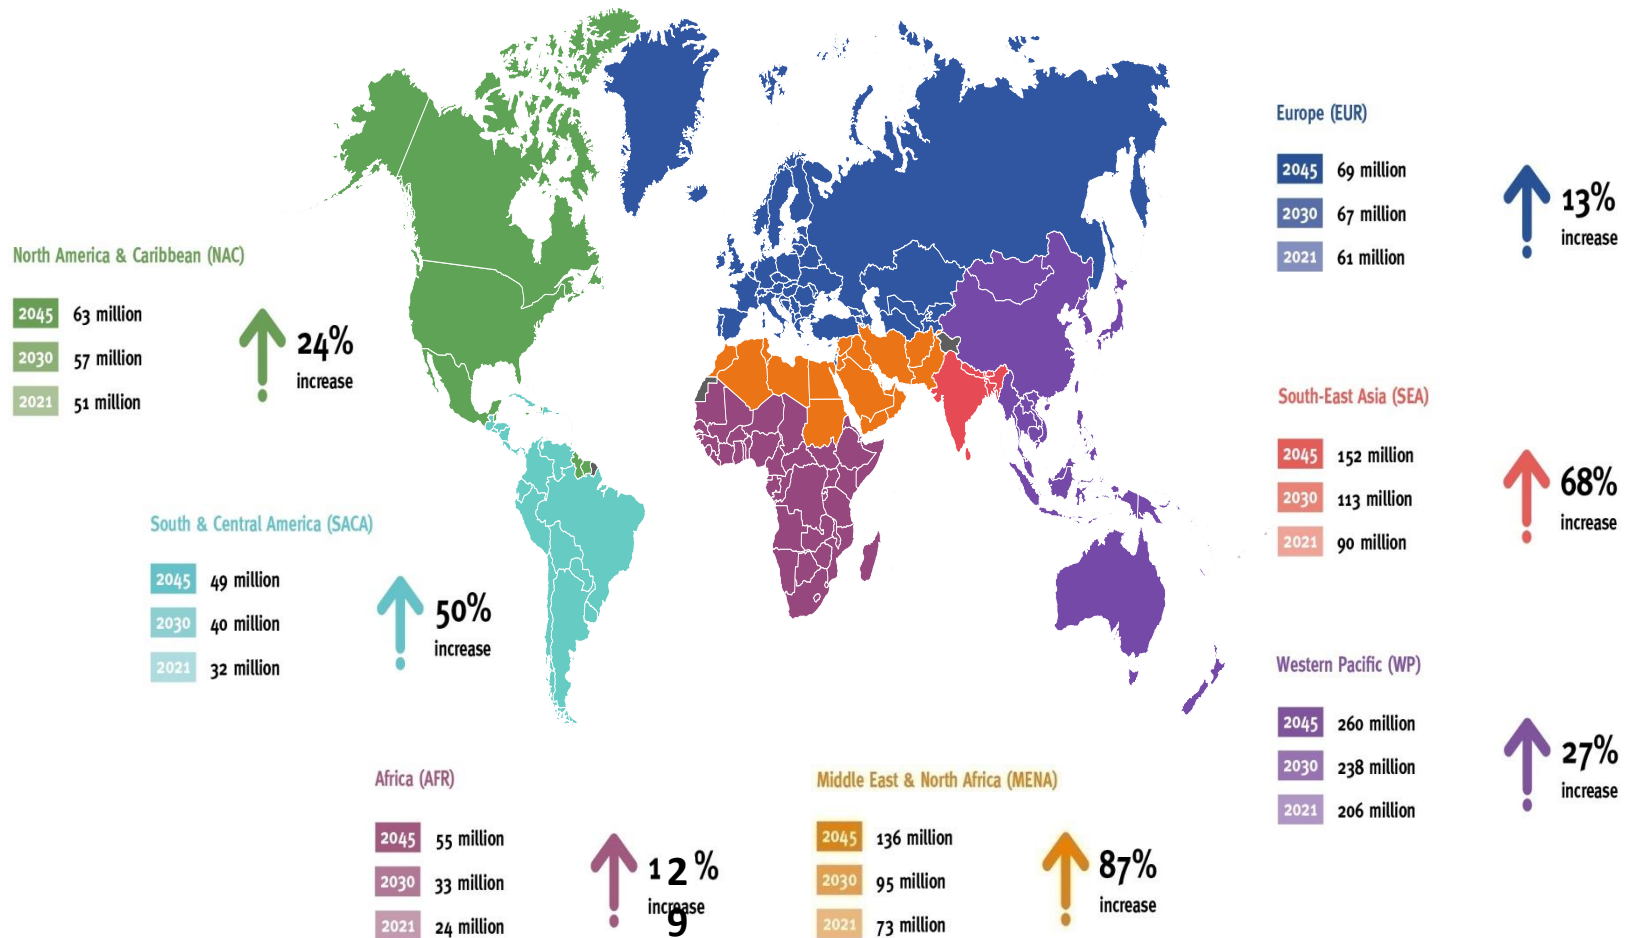 North America & Caribbean (NAC)
2045 63 million
2030 57 million
2021 51 million
24%
increase
South & Central America (SACA)
2045 49 million
2030 40 million
2021 32 million
50%
increase
Africa (AFR)
2045 55 million
2030 33 million
2021 24 million
1 2 %
increase
9
Middle East & North Africa (MENA)
2045 136 million
2030 95 million
2021 73 million
87%
increase
Europe (EUR)
2045 69 million
2030 67 million
2021 61 million
13%
increase
South-East Asia (SEA)
2045 152 million
2030 113 million
2021 90 million
68%
increase
Western Pacific (WP)
2045 260 million
2030 238 million
2021 206 million
27%
increase